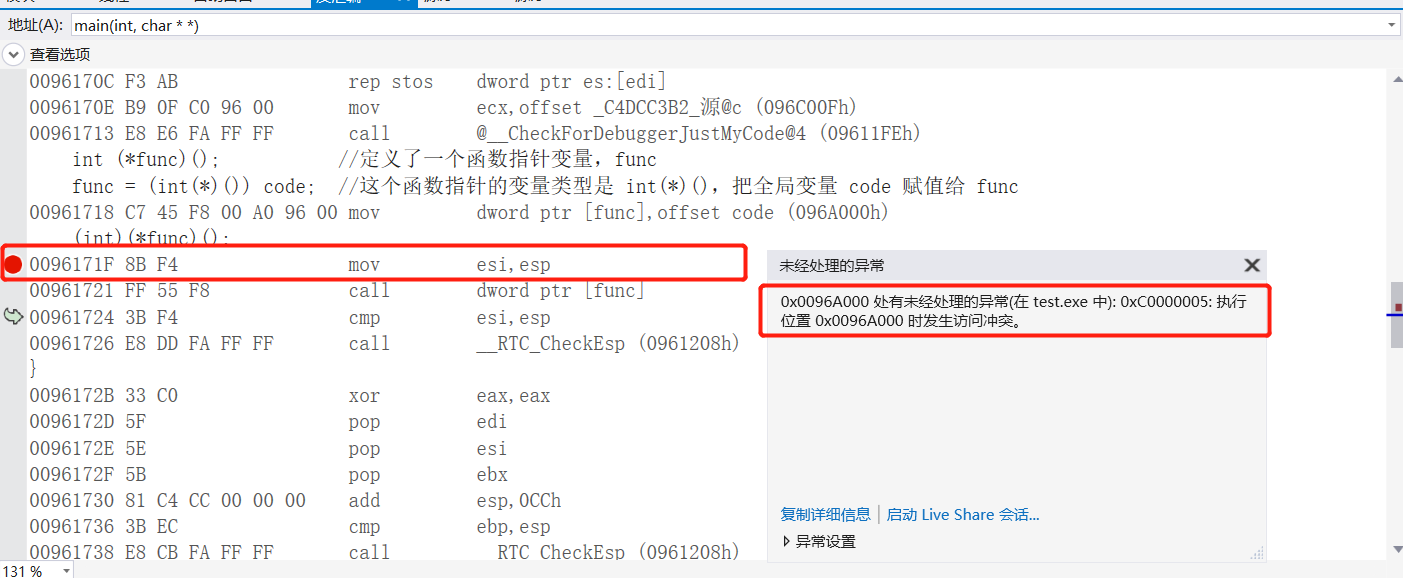 地址(A): main(int, char * *)
查看选项
0096170C F3 AB rep stos dword ptr es:[edi]
0096170E B9 0F C0 96 00 mov ecx,offset _C4DCC3B2_源@c (096C00Fh)
00961713 E8 E6 FA FF FF call @__CheckForDebuggerJustMyCode@4 (09611FEh)
int (*func)(); //定义了一个函数指针变量，func
func = (int(*)()) code; //这个函数指针的变量类型是 int(*)()，把全局变量 code 赋值给 func
00961718 C7 45 F8 00 A0 96 00 mov dword ptr [func],offset code (096A000h)
(int)(*func)();
0096171F 8B F4 mov esi,esp
00961721 FF 55 F8 call dword ptr [func]
00961724 3B F4 cmp esi,esp
00961726 E8 DD FA FF FF call __RTC_CheckEsp (0961208h)
}
0096172B 33 C0 xor eax,eax
0096172D 5F pop edi
0096172E 5E pop esi
0096172F 5B pop ebx
00961730 81 C4 CC 00 00 00 add esp,0CCh
00961736 3B EC cmp ebp,esp
00961738 E8 CB FA FF FF call __RTC_CheckEsp (0961208h)
131 %
未经处理的异常
0x0096A000 处有未经处理的异常(在 test.exe 中): 0xC0000005: 执行
位置 0x0096A000 时发生访问冲突。
复制详细信息 | 启动 Live Share 会话...
异常设置